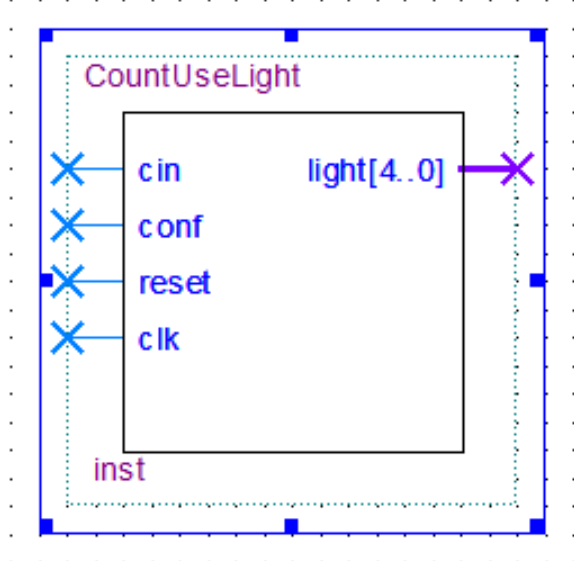 CountUseLight
cin light[4..0]
conf
reset
clk
inst